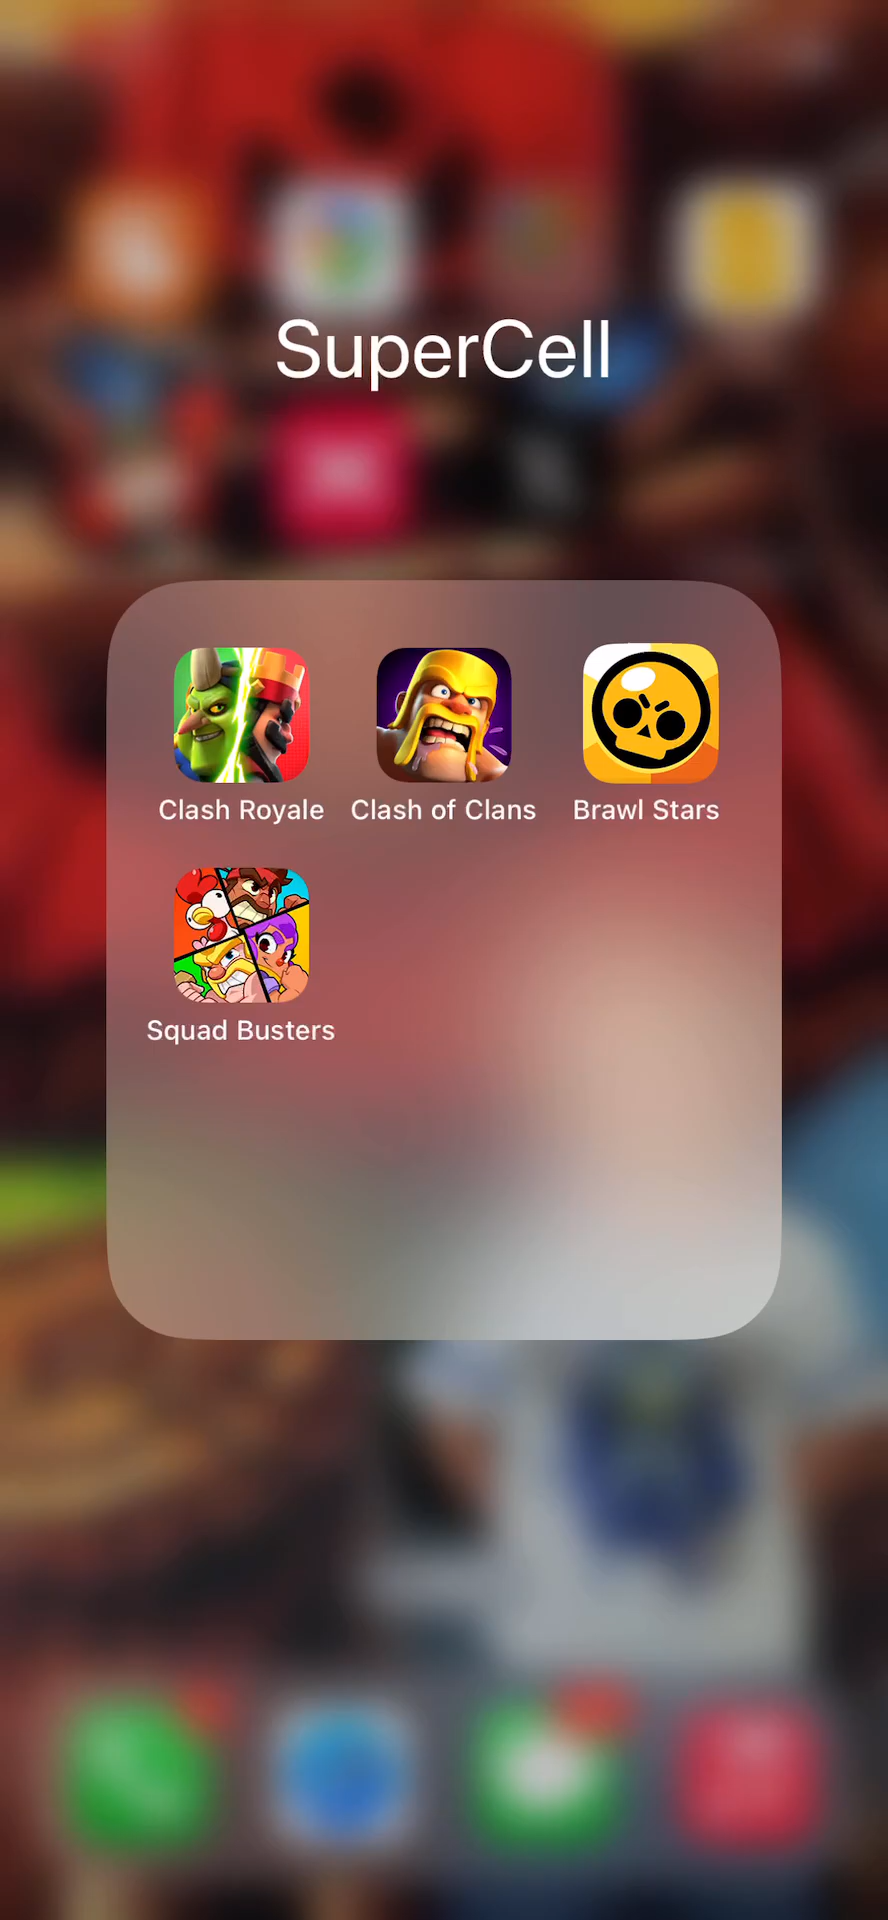 SuperCell
Clash Royale
Clash of Clans
Brawl Stars
Squad Busters